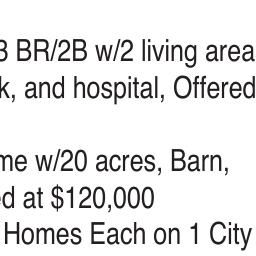 3 BR/2B w/2 living area
k, and hospital, Offered
me w/20 acres, Barn,
ed at $120,000
Homes Each on 1 City